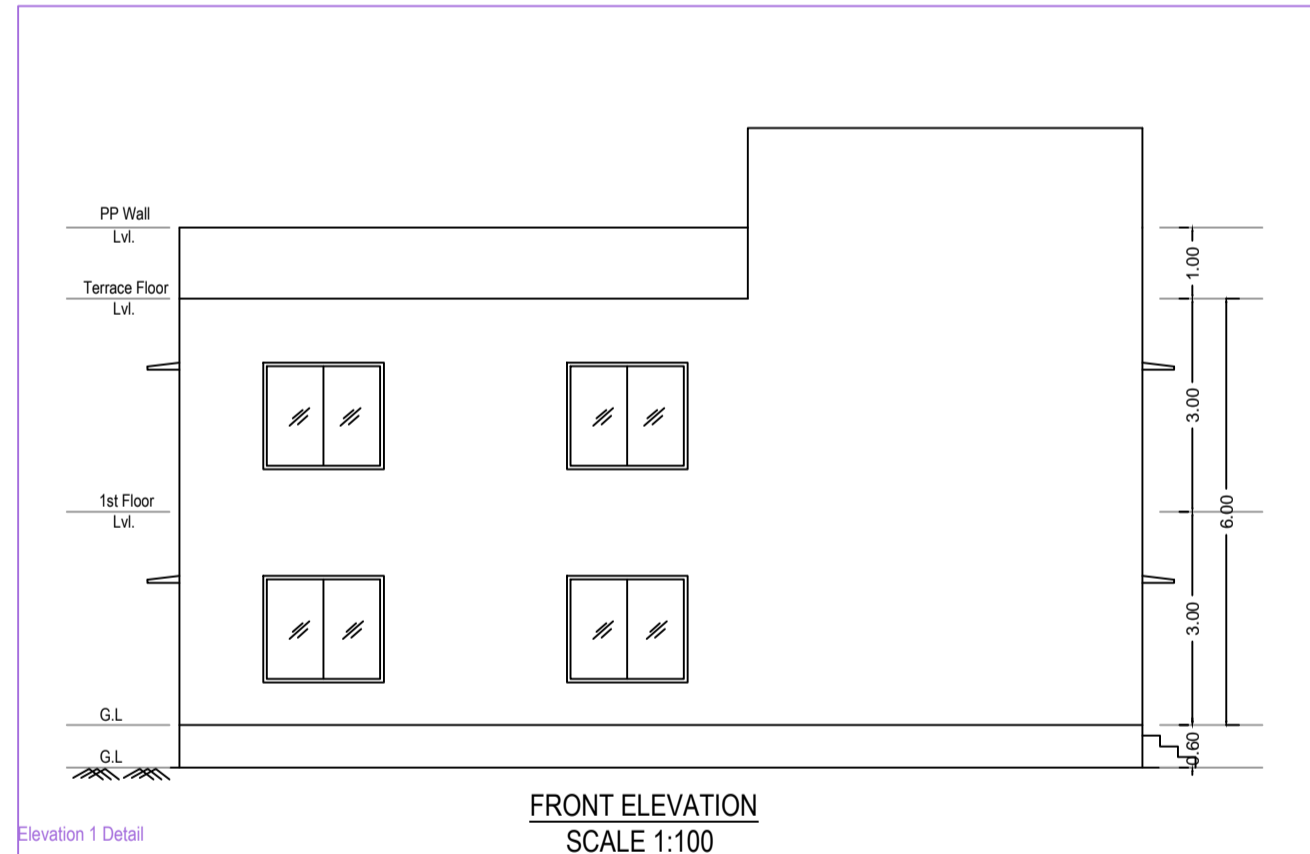 PP Wall
Lvl.
1.00
Terrace Floor
Lvl.
3.00
1st Floor
Lvl.
6.00
3.00
G.L
0.60
G.L
FRONT ELEVATION
SCALE 1:100
Elevation 1 Detail